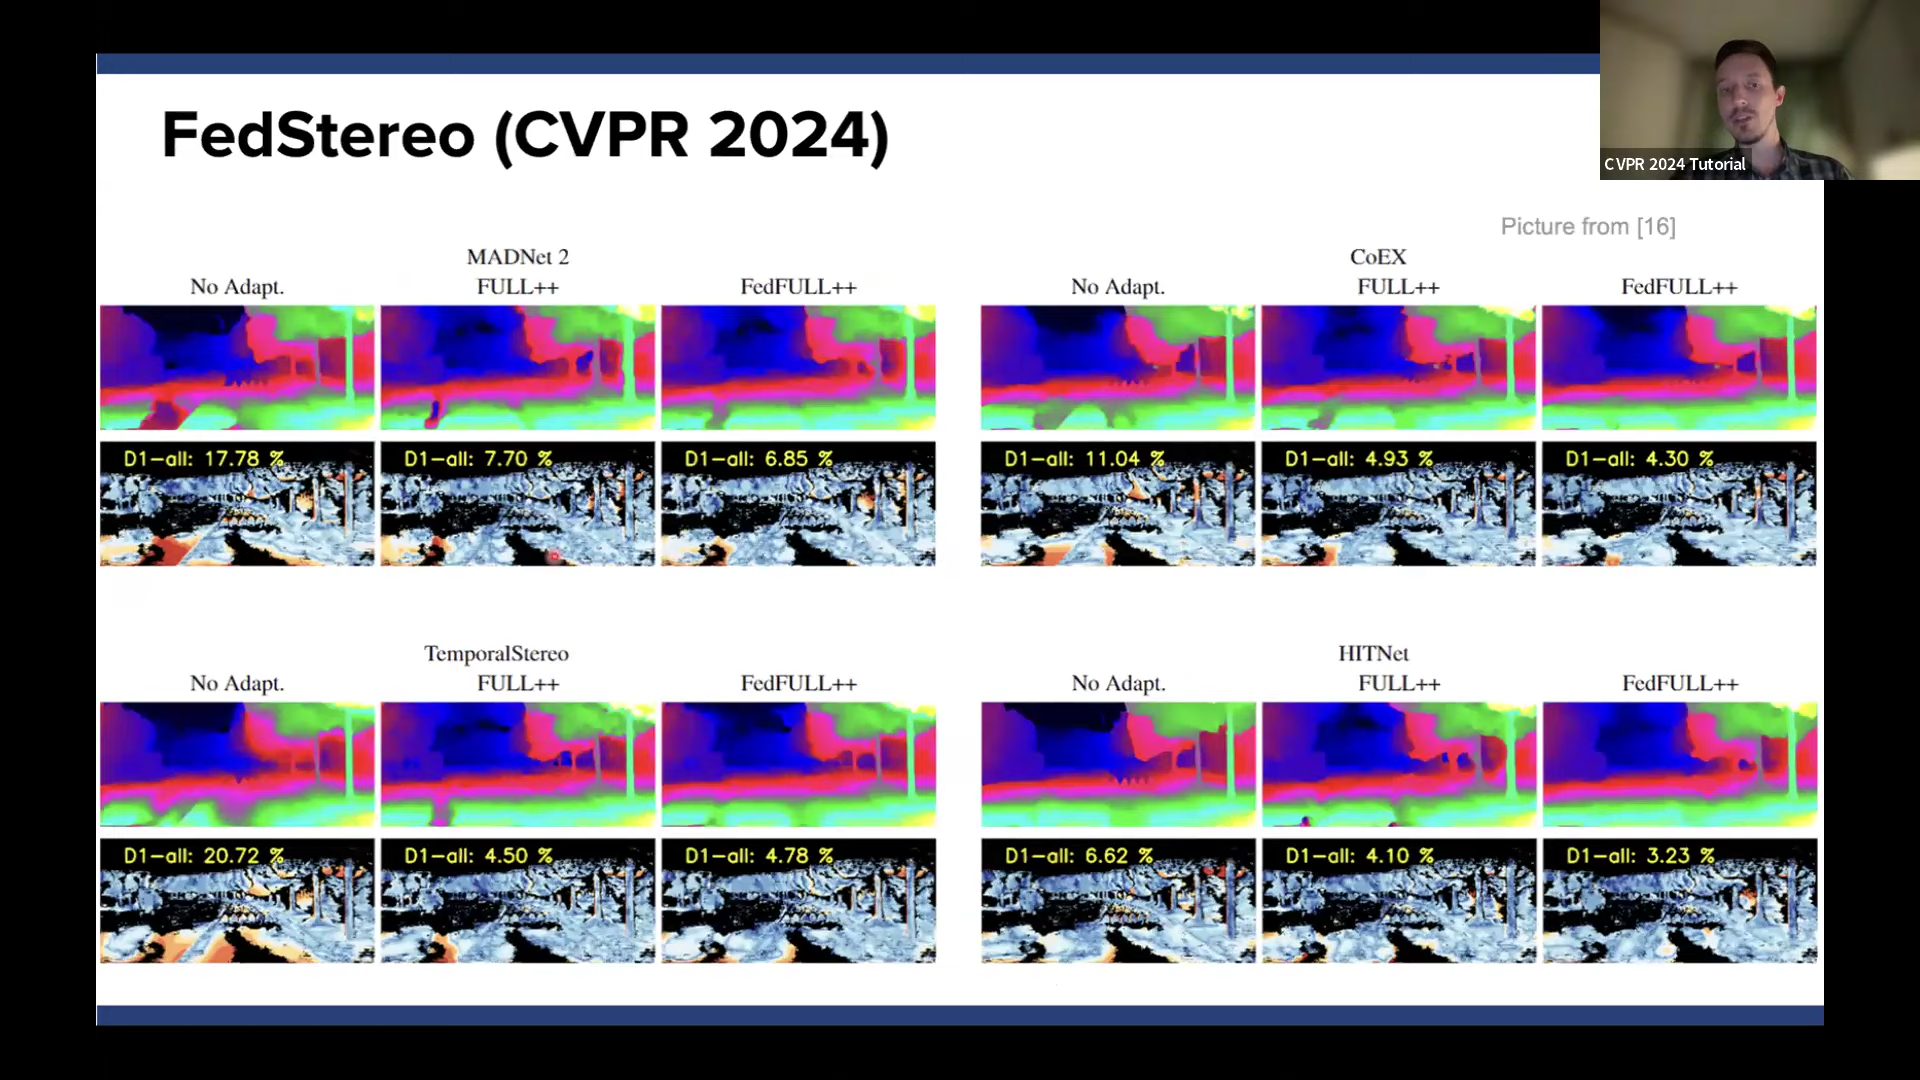 FedStereo (CVPR 2024)
CVPR 2024 Tutorial
Picture from [16]
MADNet 2
No Adapt. FULL++ FedFULL++
D1-all: 17.78 % D1-all: 7.70 % D1-all: 6.85 %
CoEX
No Adapt. FULL++ FedFULL++
D1-all: 11.04 % D1-all: 4.93 % D1-all: 4.30 %
TemporalStereo
No Adapt. FULL++ FedFULL++
D1-all: 20.72 % D1-all: 4.50 % D1-all: 4.78 %
HITNet
No Adapt. FULL++ FedFULL++
D1-all: 6.62 % D1-all: 4.10 % D1-all: 3.23 %